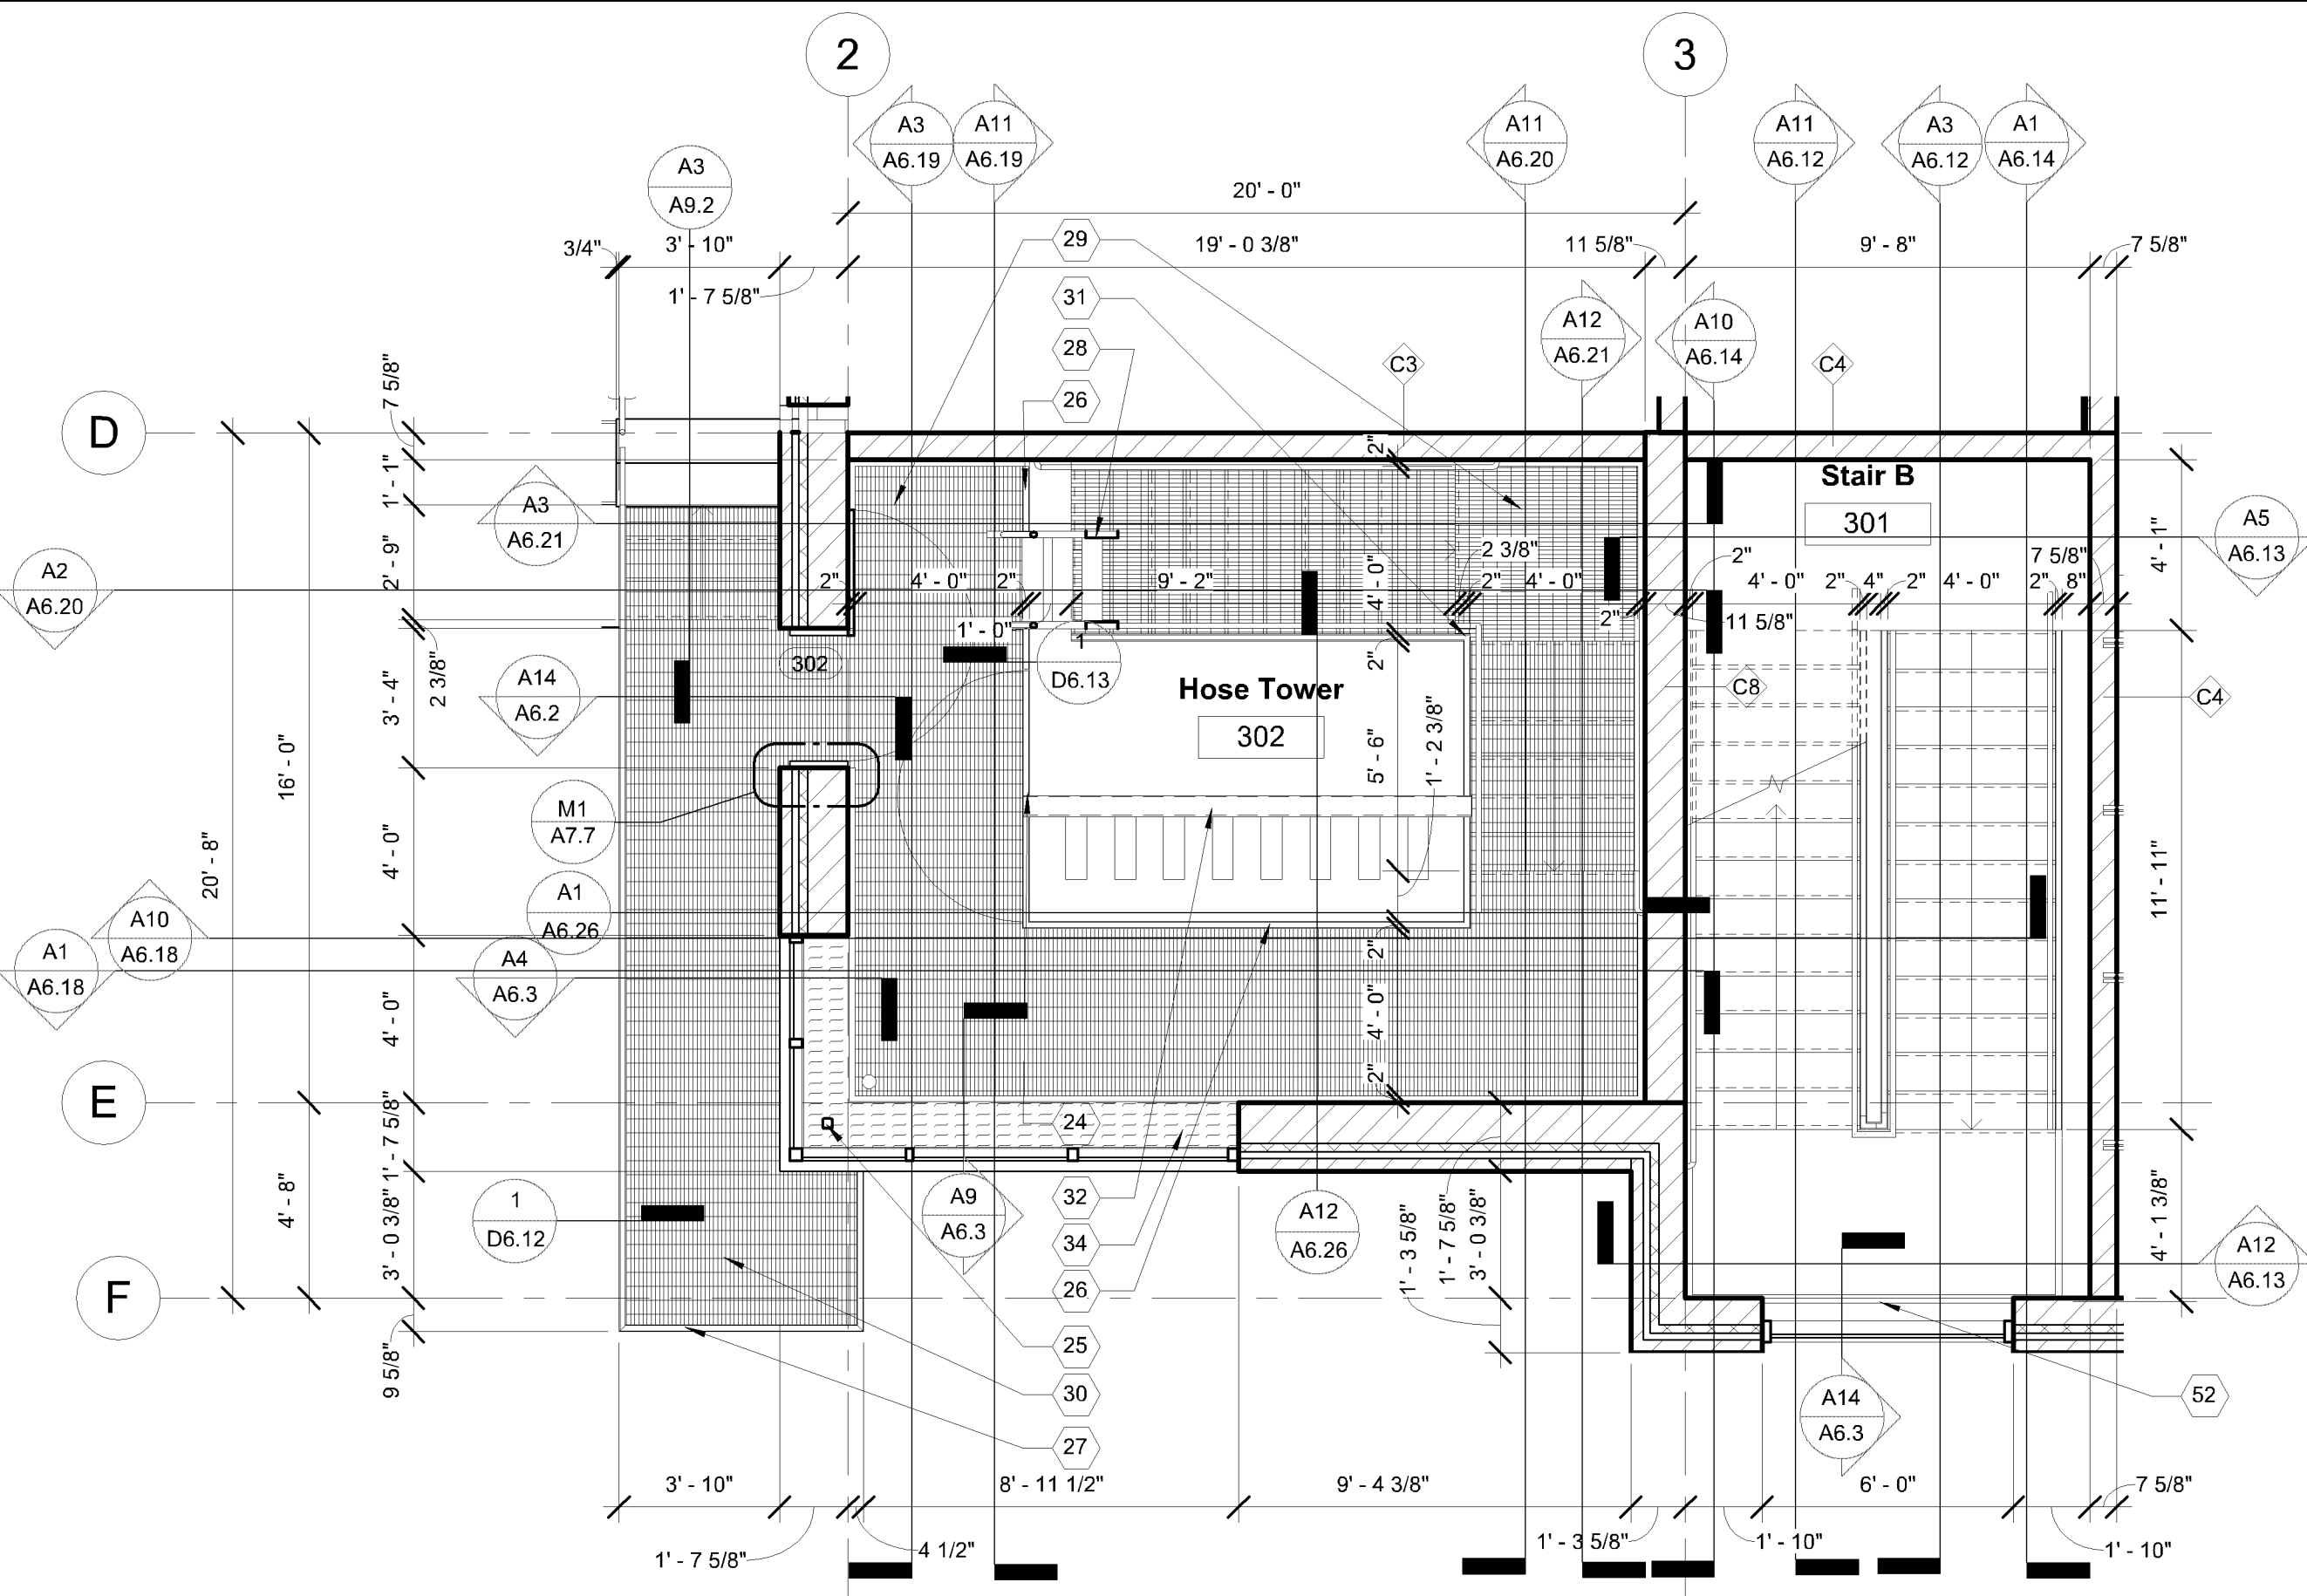 2
3
A3
A6.19
A11
A6.19
A11
A6.20
A11
A6.12
A3
A6.12
A1
A6.14
A3
A9.2
20' - 0"
3/4"
3' - 10"
29
19' - 0 3/8"
11 5/8"
9' - 8"
7 5/8"
1' - 7 5/8"
31
A12
A6.21
A10
A6.14
28
C3
C4
7 5/8"
26
D
2"
1' - 1"
Stair B
301
A3
A6.21
A5
A6.13
4' - 1"
2' - 9"
A2
A6.20
2 3/8"
2"
7 5/8"
2"
4' - 0"
2"
9' - 2"
4' - 0"
2"
4' - 0"
4' - 0"
2"
4"
2"
4' - 0"
2"
8"
2"
11 5/8"
1' - 0"
1
D6.13
302
2"
2 3/8"
A14
A6.2
3' - 4"
Hose Tower
302
C8
C4
16' - 0"
5' - 6"
1' - 2 3/8"
M1
A7.7
20' - 8"
4' - 0"
A1
A6.26
11' - 11"
A10
A6.18
A1
A6.18
A4
A6.3
2"
4' - 0"
4' - 0"
2"
E
24
1' - 7 5/8"
4' - 8"
1
D6.12
A9
A6.3
32
A12
A6.26
34
26
3' - 0 3/8"
1' - 3 5/8"
1' - 7 5/8"
3' - 0 3/8"
4' - 1 3/8"
A12
A6.13
F
25
9 5/8"
30
A14
A6.3
52
27
3' - 10"
8' - 11 1/2"
9' - 4 3/8"
6' - 0"
7 5/8"
1' - 7 5/8"
4 1/2"
1' - 3 5/8"
1' - 10"
1' - 10"